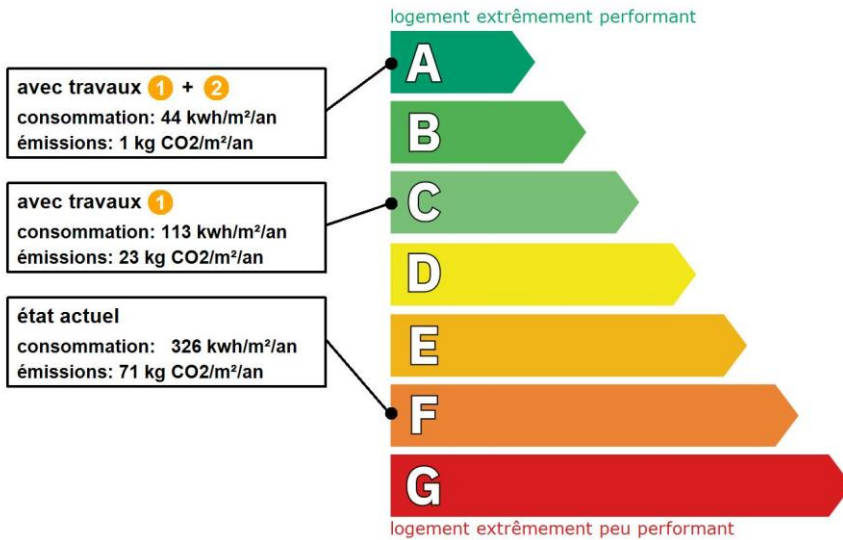 logement extrêmement performant
avec travaux 1 + 2
consommation: 44 kwh/m²/an
émissions: 1 kg CO2/m²/an
avec travaux 1
consommation: 113 kwh/m²/an
émissions: 23 kg CO2/m²/an
état actuel
consommation: 326 kwh/m²/an
émissions: 71 kg CO2/m²/an
A
B
C
D
E
F
G
logement extrêmement peu performant